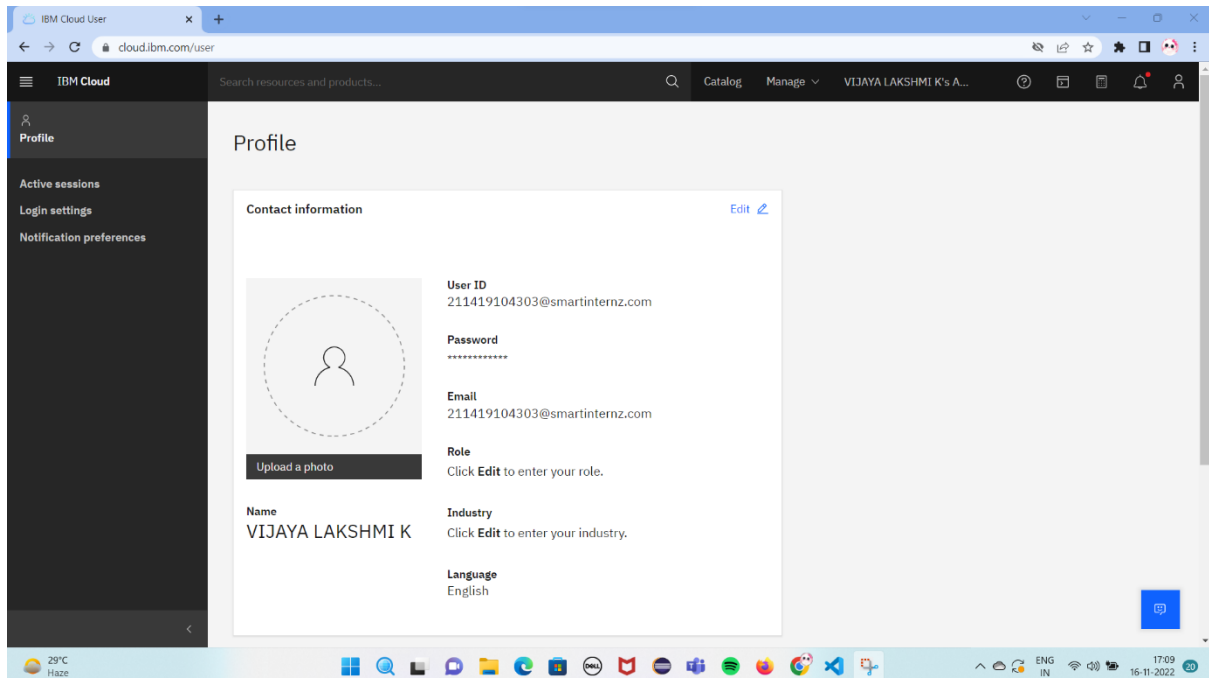 IBM Cloud User
cloud.ibm.com/user
IBM Cloud
Search resources and products...
Catalog
Manage
VIJAYA LAKSHMI K's A...
Profile
Active sessions
Login settings
Notification preferences
Profile
Contact information
Edit
Upload a photo
Name
VIJAYA LAKSHMI K
User ID
211419104303@smartinternz.com
Password
************
Email
211419104303@smartinternz.com
Role
Click Edit to enter your role.
Industry
Click Edit to enter your industry.
Language
English
29°C
Haze
DELL
ENG
IN
17:09
16-11-2022
20